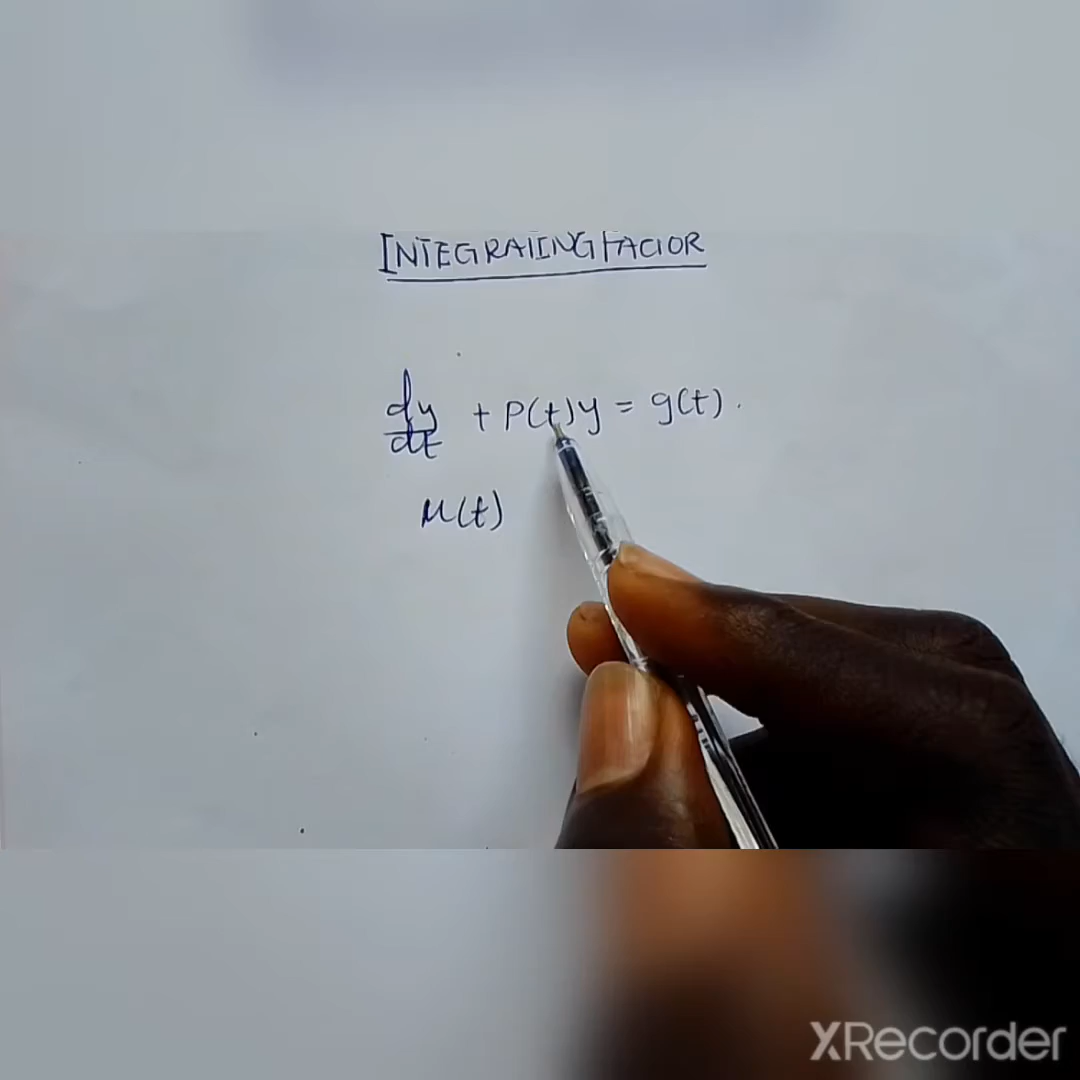 INTEGRATING FACTOR
dy/dt + P(t)y = g(t).
μ(t)
XRecorder